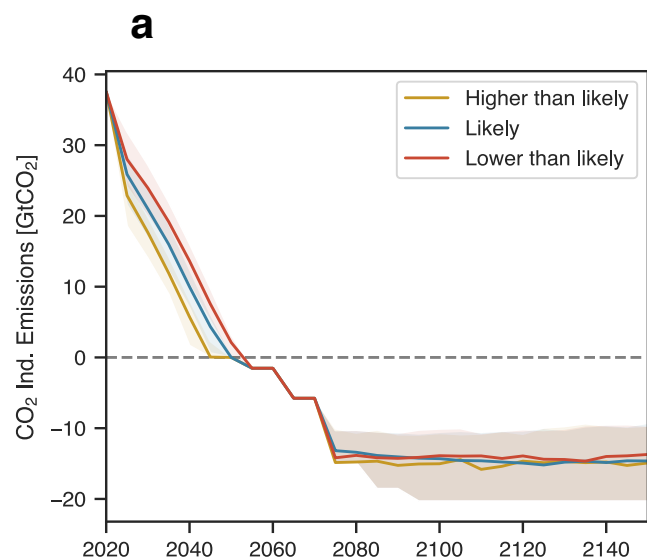 a
40
30
20
10
0
−10
−20
CO₂ Ind. Emissions [GtCO₂]
Higher than likely
Likely
Lower than likely
2020 2040 2060 2080 2100 2120 2140